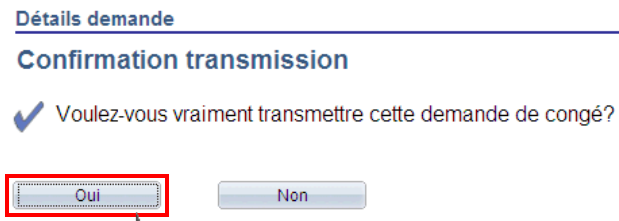 Détails demande
Confirmation transmission
Voulez-vous vraiment transmettre cette demande de congé?
Oui Non